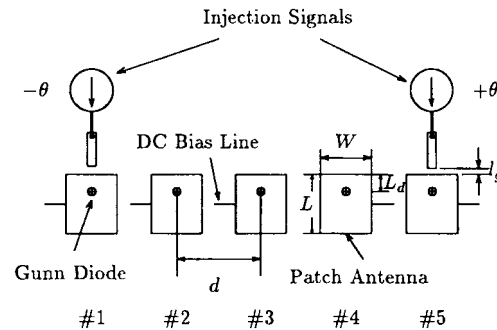 Injection Signals
−θ
+θ
DC Bias Line
W
L
L_d
Gunn Diode
d
Patch Antenna
#1
#2
#3
#4
#5